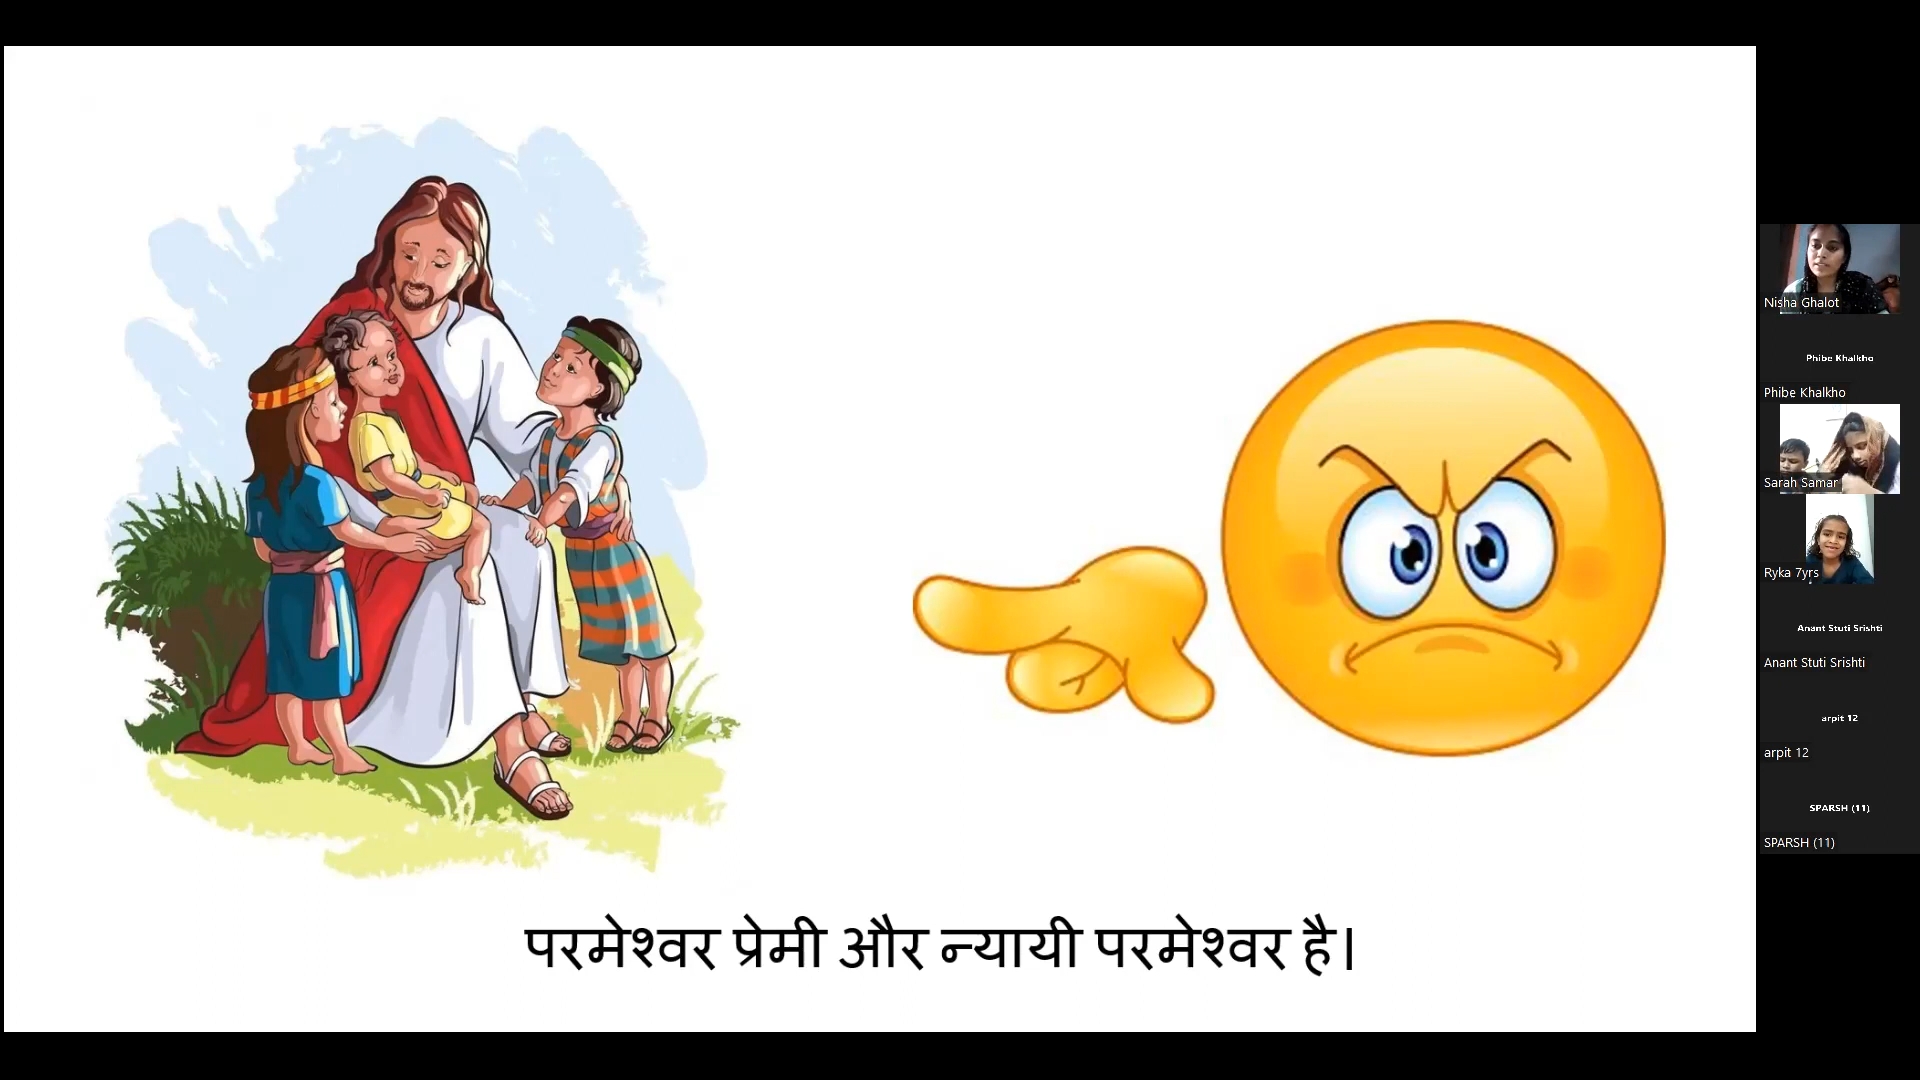 परमेश्वर प्रेमी और न्यायी परमेश्वर है।
Nisha Ghalot
Phibe Khalkho
Phibe Khalkho
Sarah Samar
Ryka 7yrs
Anant Stuti Srishti
Anant Stuti Srishti
arpit 12
arpit 12
SPARSH (11)
SPARSH (11)